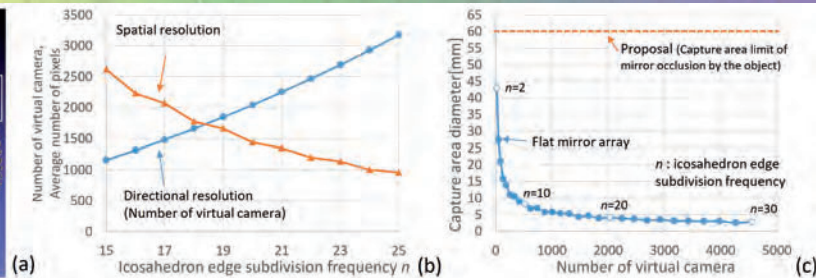 3500
3000
2500
2000
1500
1000
500
0
Number of virtual camera,
Average number of pixels
Spatial resolution
Directional resolution
(Number of virtual camera)
15 17 19 21 23 25
Icosahedron edge subdivision frequency n
(a)
(b)
65
60
55
50
45
40
35
30
25
20
15
10
5
0
Capture area diameter[mm]
Proposal (Capture area limit of
mirror occlusion by the object)
n=2
Flat mirror array
n : icosahedron edge
subdivision frequency
n=10
n=20
n=30
0 1000 2000 3000 4000 5000
Number of virtual camera
(c)